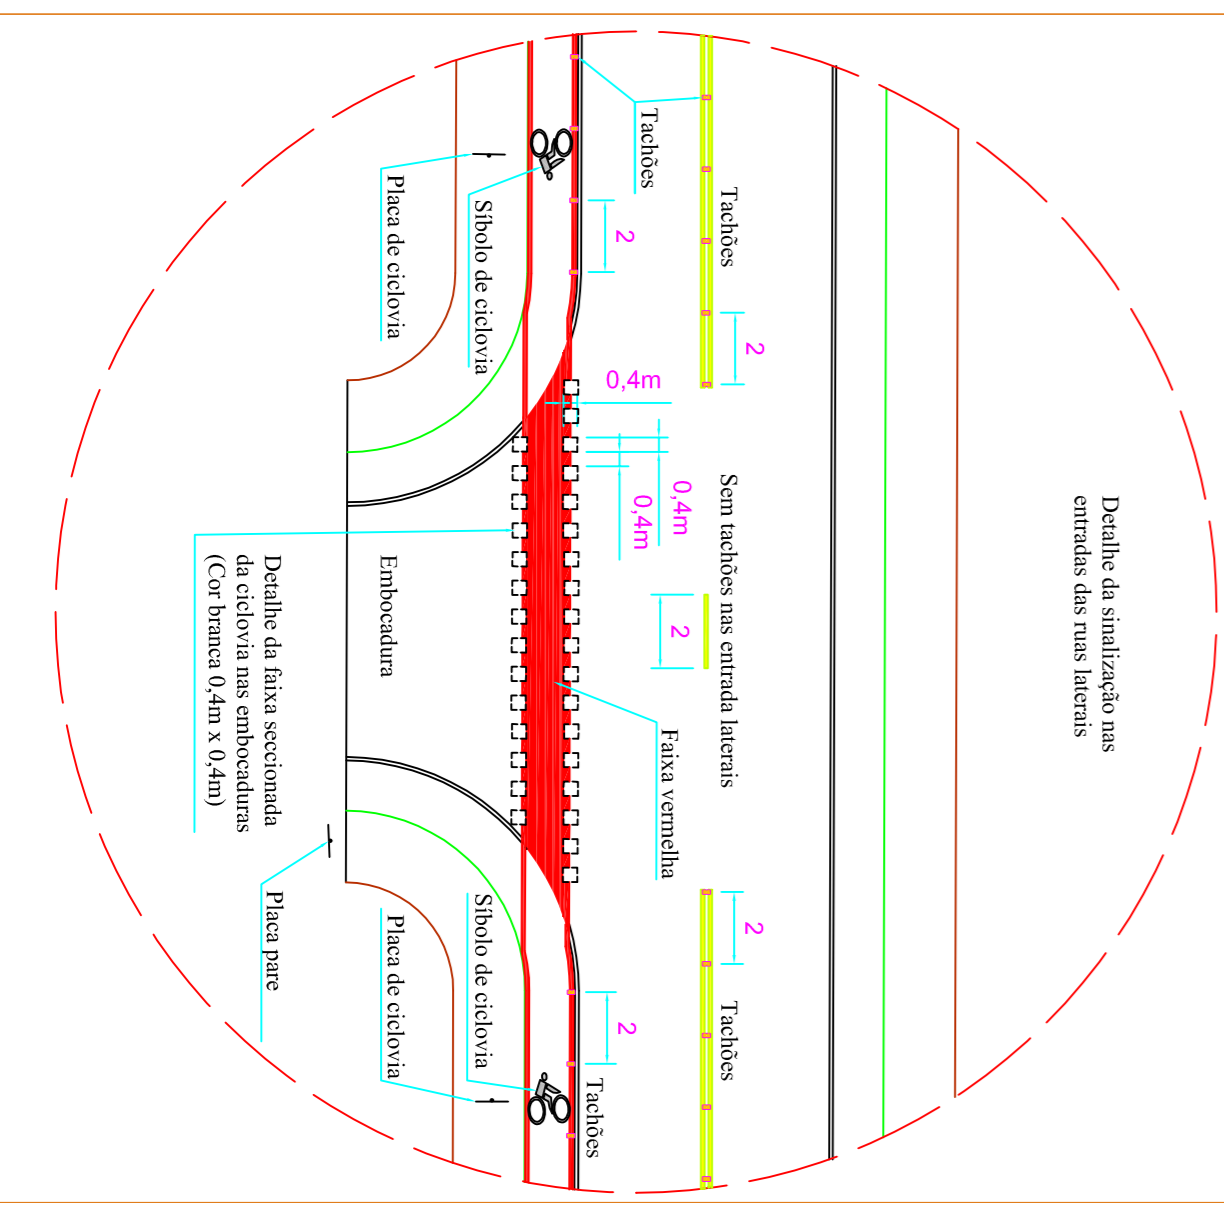 Detalhe da sinalização nas
entradas das ruas laterais
Tachões
2
Sem tachões nas entrada laterais
2
Tachões
2
Tachões
2
0,4m
0,4m
0,4m
2
Faixa vermelha
2
Tachões
Síbolo de ciclovia
Placa de ciclovia
Embocadura
Síbolo de ciclovia
Placa de ciclovia
Detalhe da faixa seccionada
da ciclovia nas embocaduras
(Cor branca 0,4m x 0,4m)
Placa pare